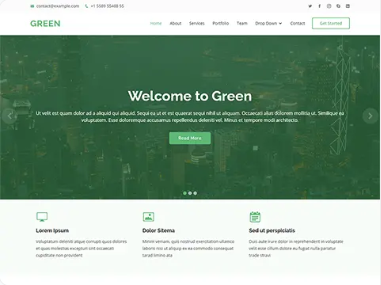 contact@example.com +1 5589 55488 55
GREEN
Home About Services Portfolio Team Drop Down Contact Get Started
Welcome to Green
Ut velit est quam dolor ad a aliquid qui aliquid. Sequi ea ut et est quaerat sequi nihil ut aliquam. Occaecati alias dolorem mollitia ut. Similique ea
voluptatem. Esse doloremque accusamus repellendus deleniti vel. Minus et tempore modi architecto.
Read More
Lorem Ipsum
Voluptatum deleniti atque corrupti quos dolores
et quas molestias excepturi sint occaecati
cupiditate non provident
Dolor Sitema
Minim veniam, quis nostrud exercitation ullamco
laboris nisi ut aliquip ex ea commodo consequat
tarad limino ata
Sed ut perspiciatis
Duis aute irure dolor in reprehenderit in voluptate
velit esse cillum dolore eu fugiat nulla pariatur
trade stravi